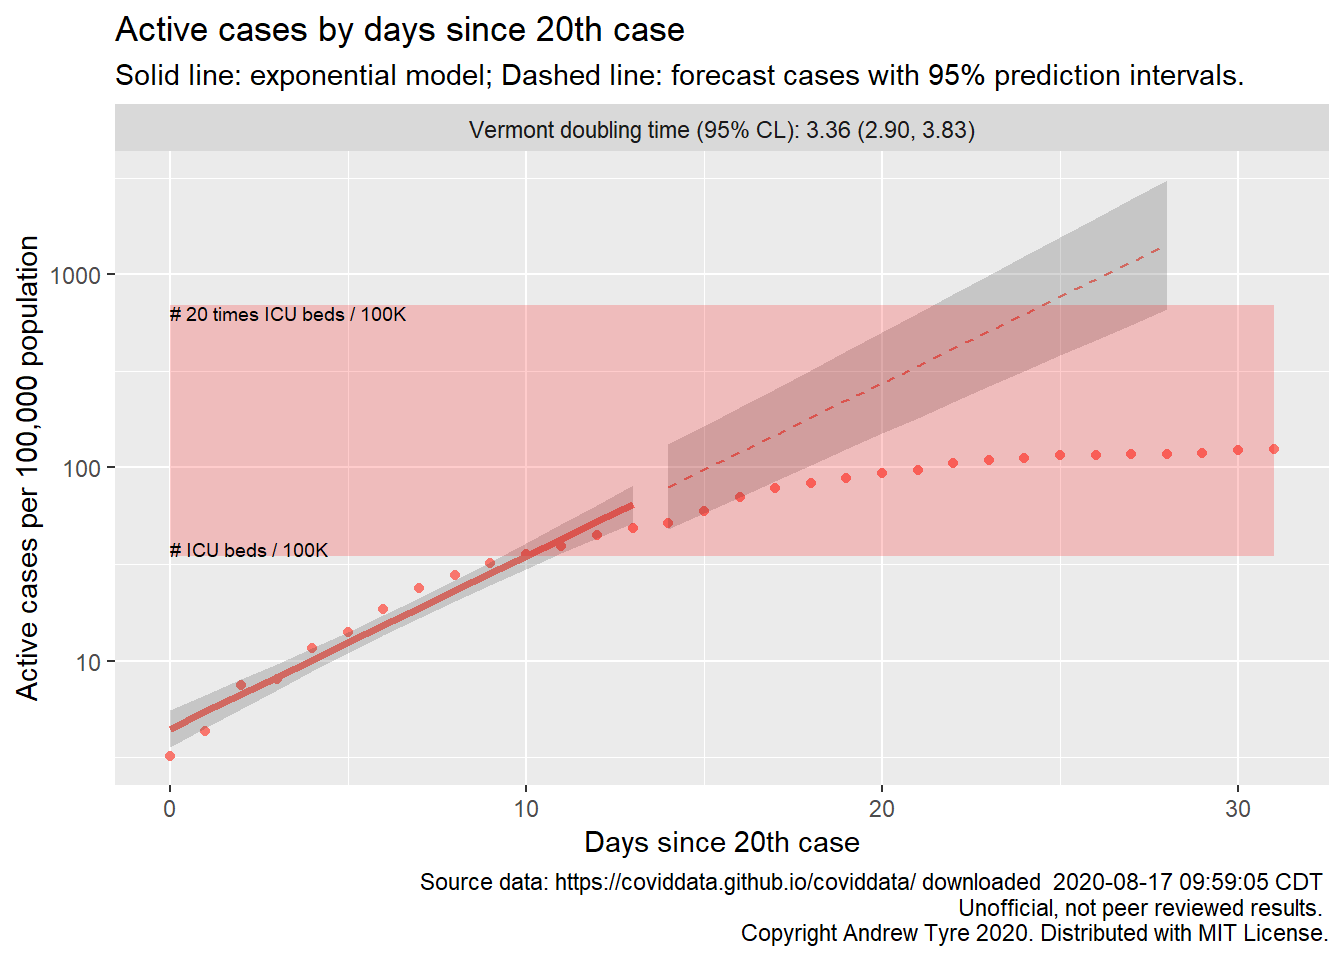 Active cases by days since 20th case
Solid line: exponential model; Dashed line: forecast cases with 95% prediction intervals.
Vermont doubling time (95% CL): 3.36 (2.90, 3.83)
Active cases per 100,000 population
1000
100
10
# 20 times ICU beds / 100K
# ICU beds / 100K
0
10
20
30
Days since 20th case
Source data: https://coviddata.github.io/coviddata/ downloaded  2020-08-17 09:59:05 CDT
Unofficial, not peer reviewed results.
Copyright Andrew Tyre 2020. Distributed with MIT License.